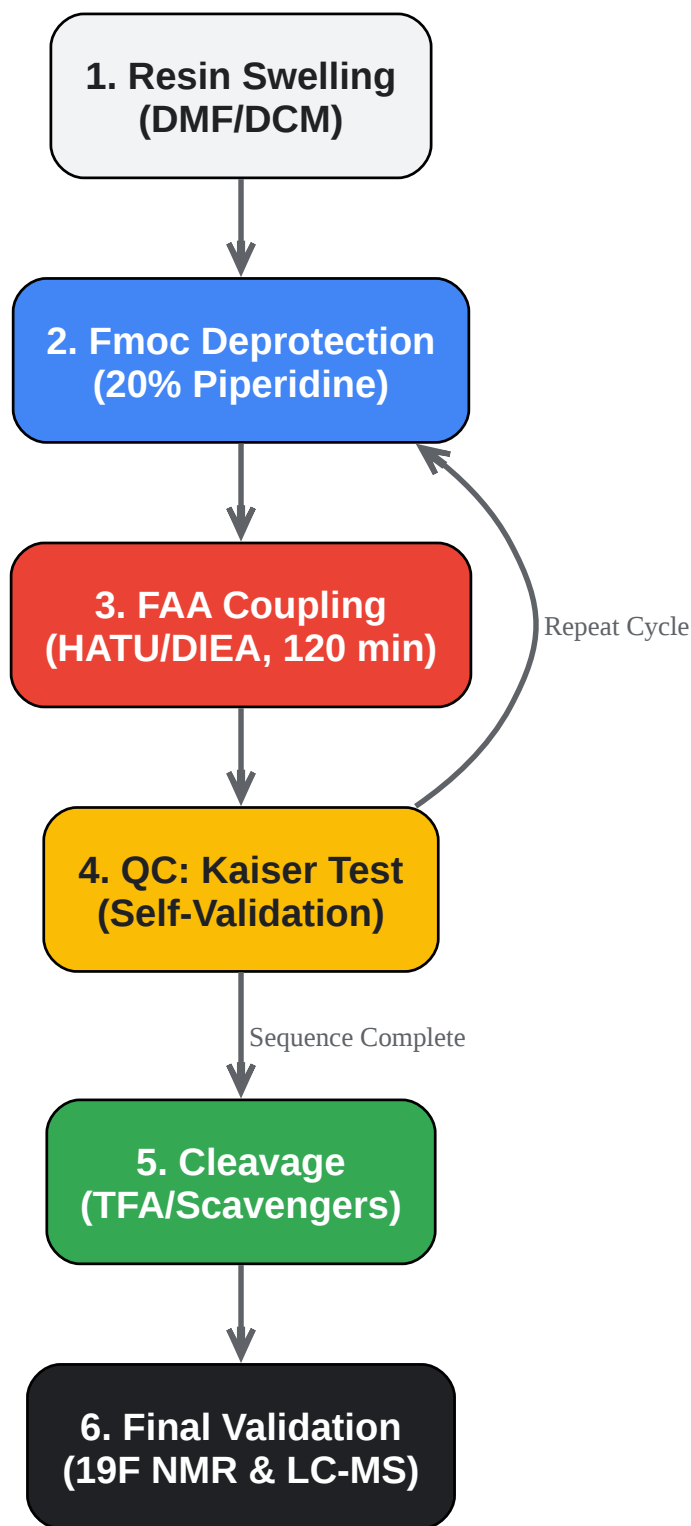 1. Resin Swelling
(DMF/DCM)
2. Fmoc Deprotection
(20% Piperidine)
3. FAA Coupling
(HATU/DIEA, 120 min)
Repeat Cycle
4. QC: Kaiser Test
(Self-Validation)
Sequence Complete
5. Cleavage
(TFA/Scavengers)
6. Final Validation
(19F NMR & LC-MS)